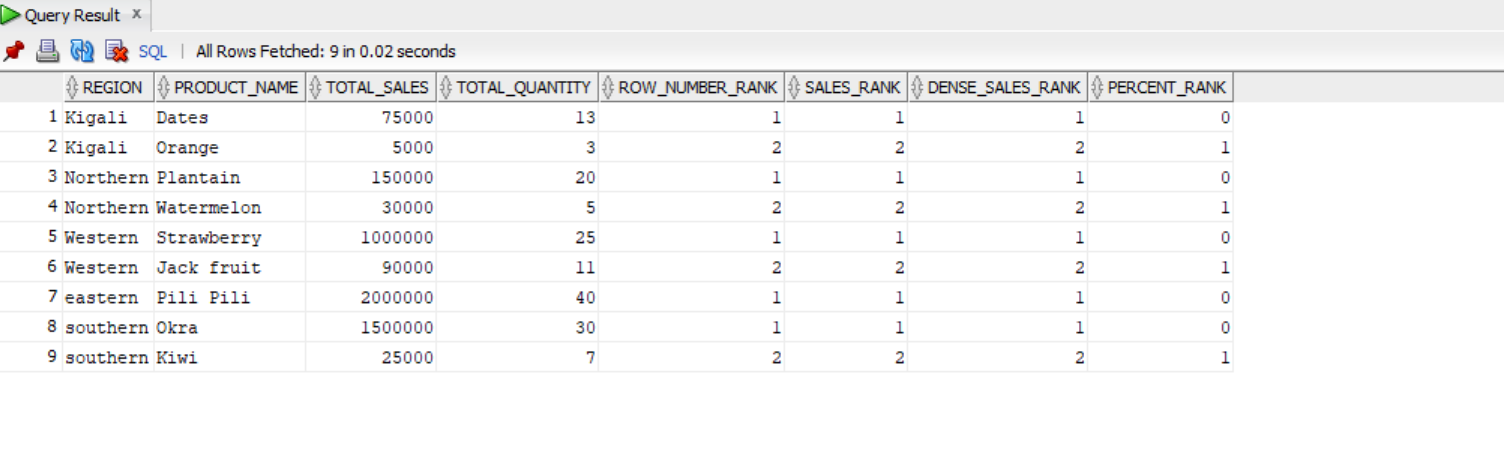 Query Result x
SQL | All Rows Fetched: 9 in 0.02 seconds
REGION PRODUCT_NAME TOTAL_SALES TOTAL_QUANTITY ROW_NUMBER_RANK SALES_RANK DENSE_SALES_RANK PERCENT_RANK
1 Kigali Dates 75000 13 1 1 1 0
2 Kigali Orange 5000 3 2 2 2 1
3 Northern Plantain 150000 20 1 1 1 0
4 Northern Watermelon 30000 5 2 2 2 1
5 Western Strawberry 1000000 25 1 1 1 0
6 Western Jack fruit 90000 11 2 2 2 1
7 eastern Pili Pili 2000000 40 1 1 1 0
8 southern Okra 1500000 30 1 1 1 0
9 southern Kiwi 25000 7 2 2 2 1